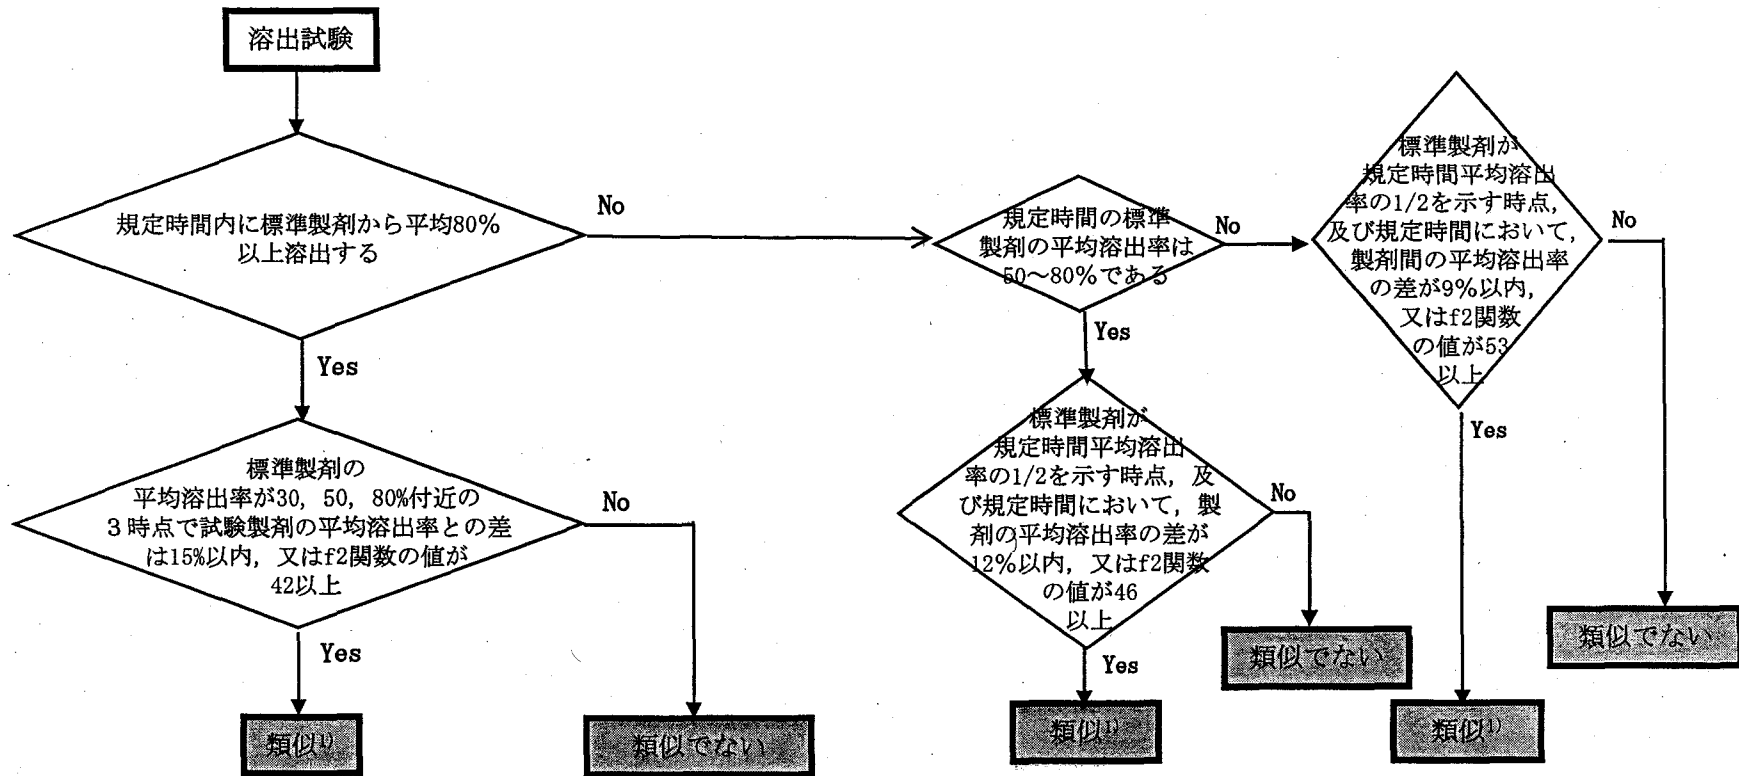 溶出試験
規定時間内に標準製剤から平均80%
以上溶出する
No
Yes
標準製剤の
平均溶出率が30, 50, 80%付近の
3時点で試験製剤の平均溶出率との差
は15%以内, 又はf2関数の値が
42以上
No
Yes
類似1)
類似でない
規定時間の標準
製剤の平均溶出率は
50～80%である
No
Yes
標準製剤が
規定時間平均溶出
率の1/2を示す時点, 及
び規定時間において, 製
剤の平均溶出率の差が
12%以内, 又はf2関数
の値が46
以上
No
Yes
類似1)
類似でない
標準製剤が
規定時間平均溶出
率の1/2を示す時点,
及び規定時間において,
製剤間の平均溶出率
の差が9%以内,
又はf2関数
の値が53
以上
No
Yes
類似1)
類似でない